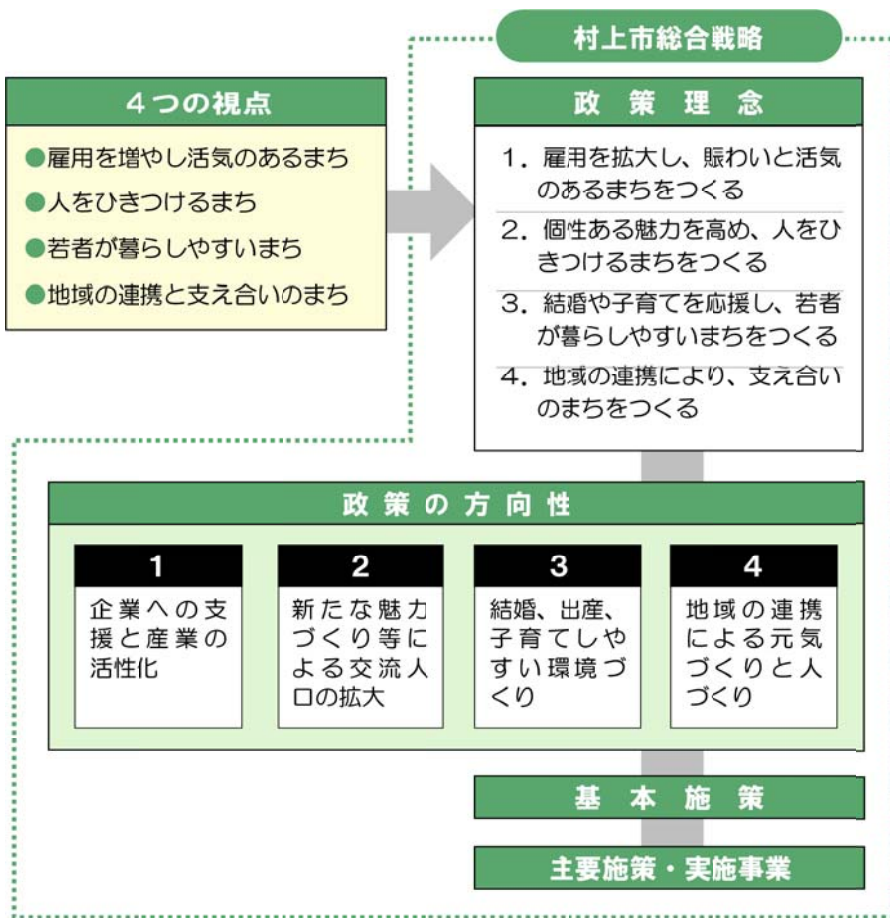 村上市総合戦略
4つの視点
●雇用を増やし活気のあるまち
●人をひきつけるまち
●若者が暮らしやすいまち
●地域の連携と支え合いのまち
政策理念
1．雇用を拡大し、賑わいと活気
のあるまちをつくる
2．個性ある魅力を高め、人をひ
きつけるまちをつくる
3．結婚や子育てを応援し、若者
が暮らしやすいまちをつくる
4．地域の連携により、支え合い
のまちをつくる
政策の方向性
1
企業への支
援と産業の
活性化
2
新たな魅力
づくり等に
よる交流人
口の拡大
3
結婚、出産、
子育てしや
すい環境づ
くり
4
地域の連携
による元気
づくりと人
づくり
基本施策
主要施策・実施事業